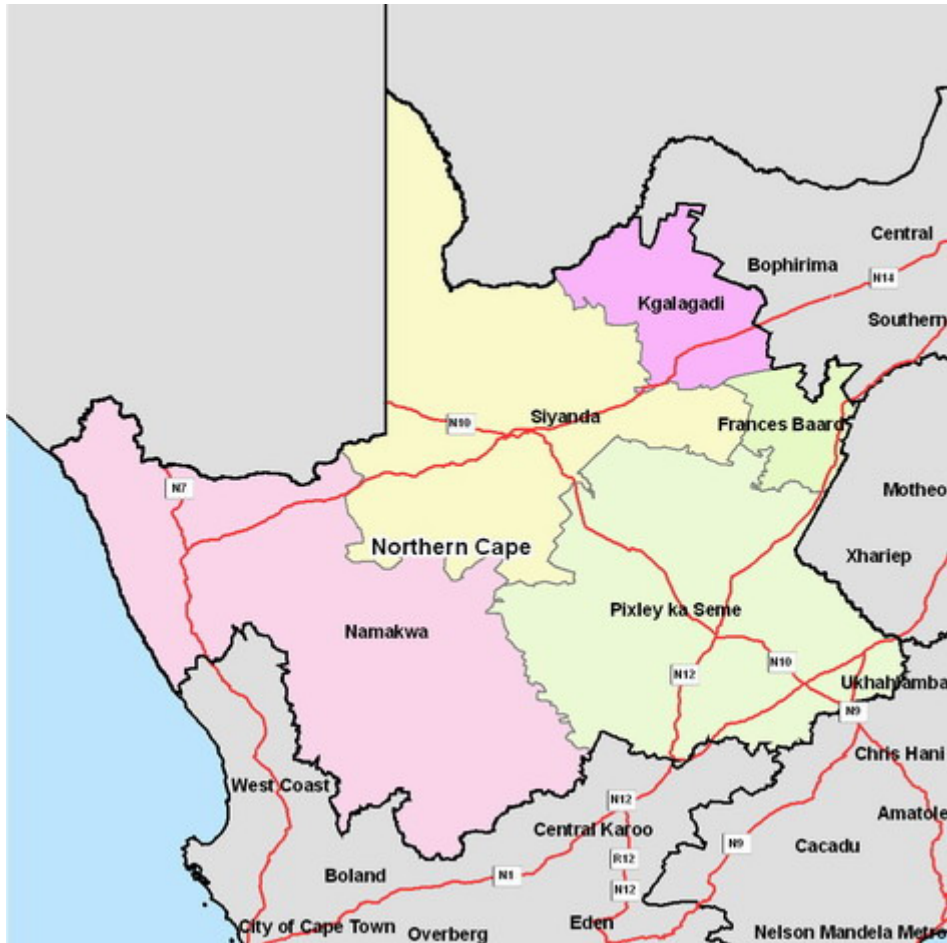 Central
Bophirima
N14
Kgalagadi
Southern
Siyanda
N10
Frances Baard
N7
Motheo
Northern Cape
Xhariep
Pixley ka Seme
Namakwa
N10
N12
Ukhahlamba
N9
Chris Hani
West Coast
N12
Amatole
Central Karoo
N9
Cacadu
R12
Boland
N1
N12
Eden
City of Cape Town
Overberg
Nelson Mandela Metro